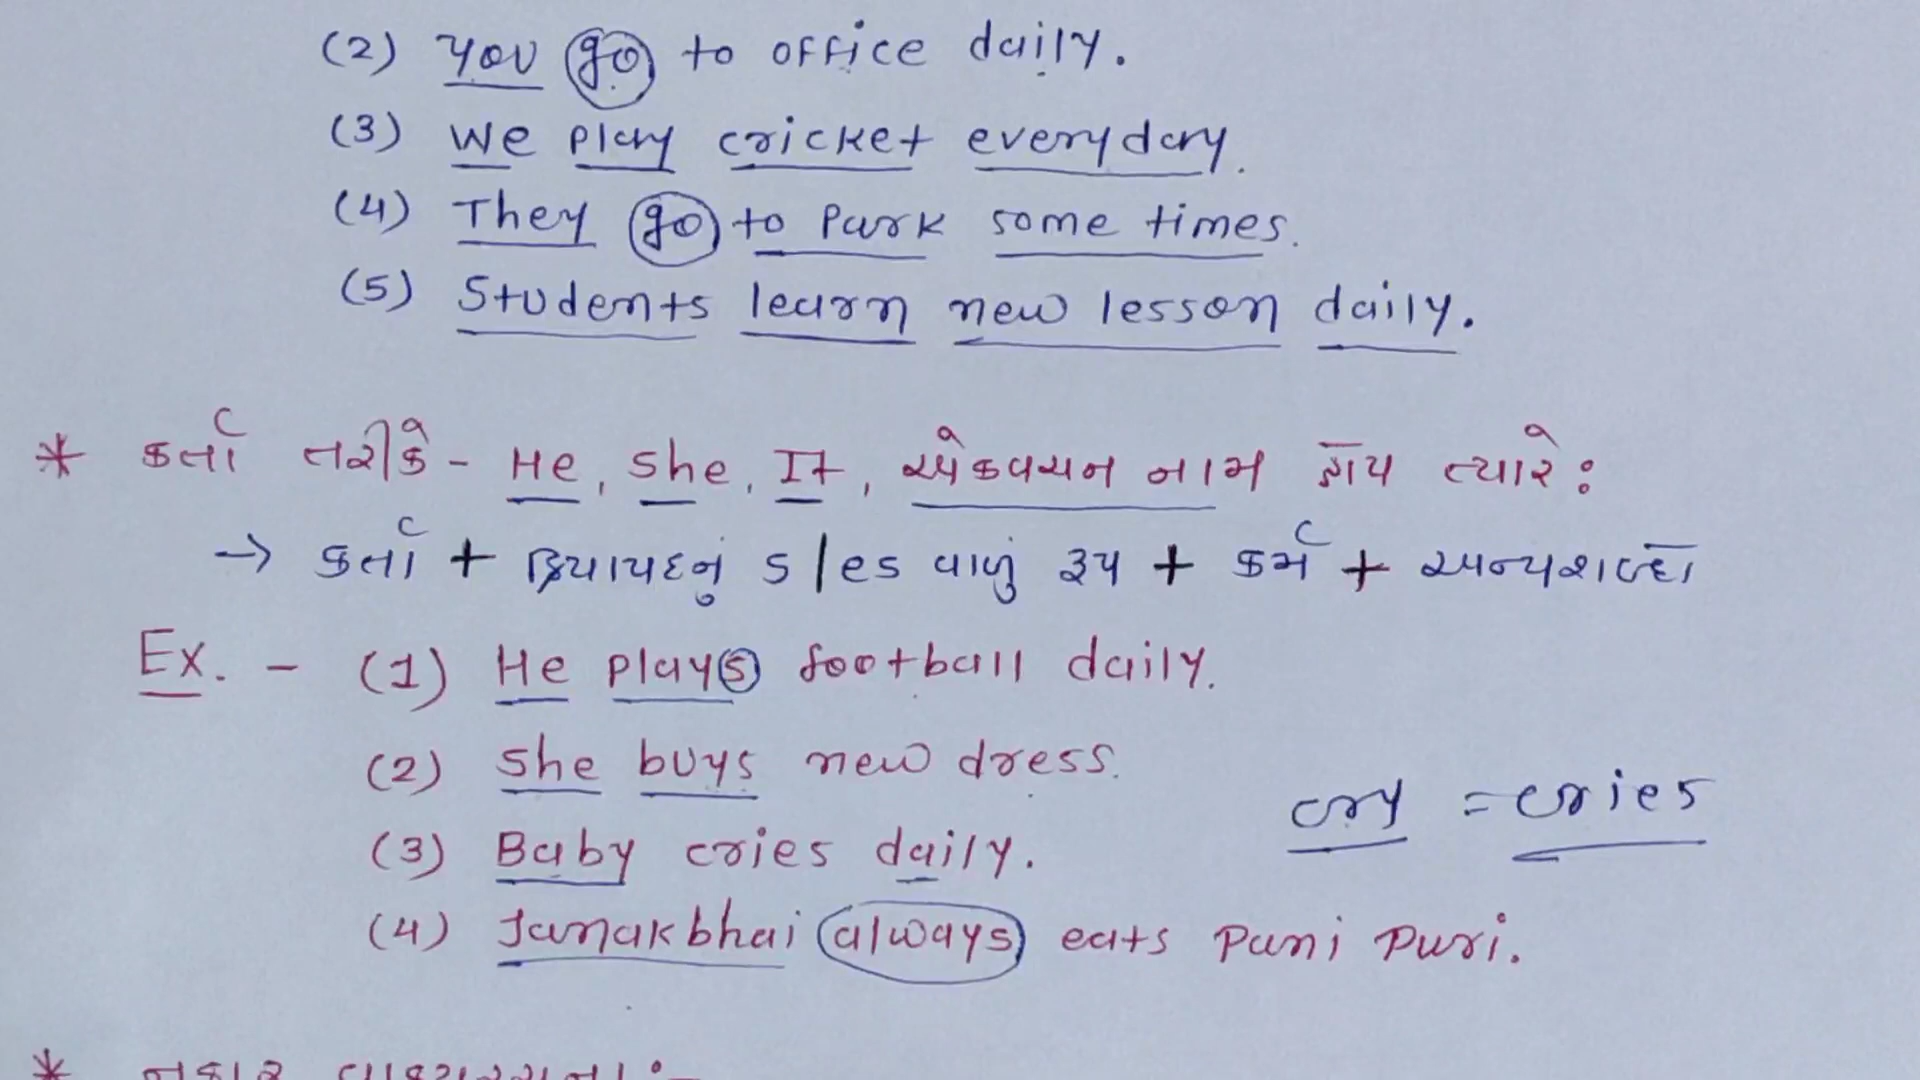 (2) You go to office daily.
(3) We play cricket everyday.
(4) They go to park some times.
(5) Students learn new lesson daily.
* કર્તા તરીકે - He, she, It, એકવચન નામ હોય ત્યારે :
→ કર્તા + ક્રિયાપદનું s/es વાળું રૂપ + કર્મ + અન્યશબ્દો
Ex. - (1) He plays football daily.
(2) She buys new dress.
cry = cries
(3) Baby cries daily.
(4) Janakbhai always eats Pani Puri.
* નકાર વાક્યરચના :-